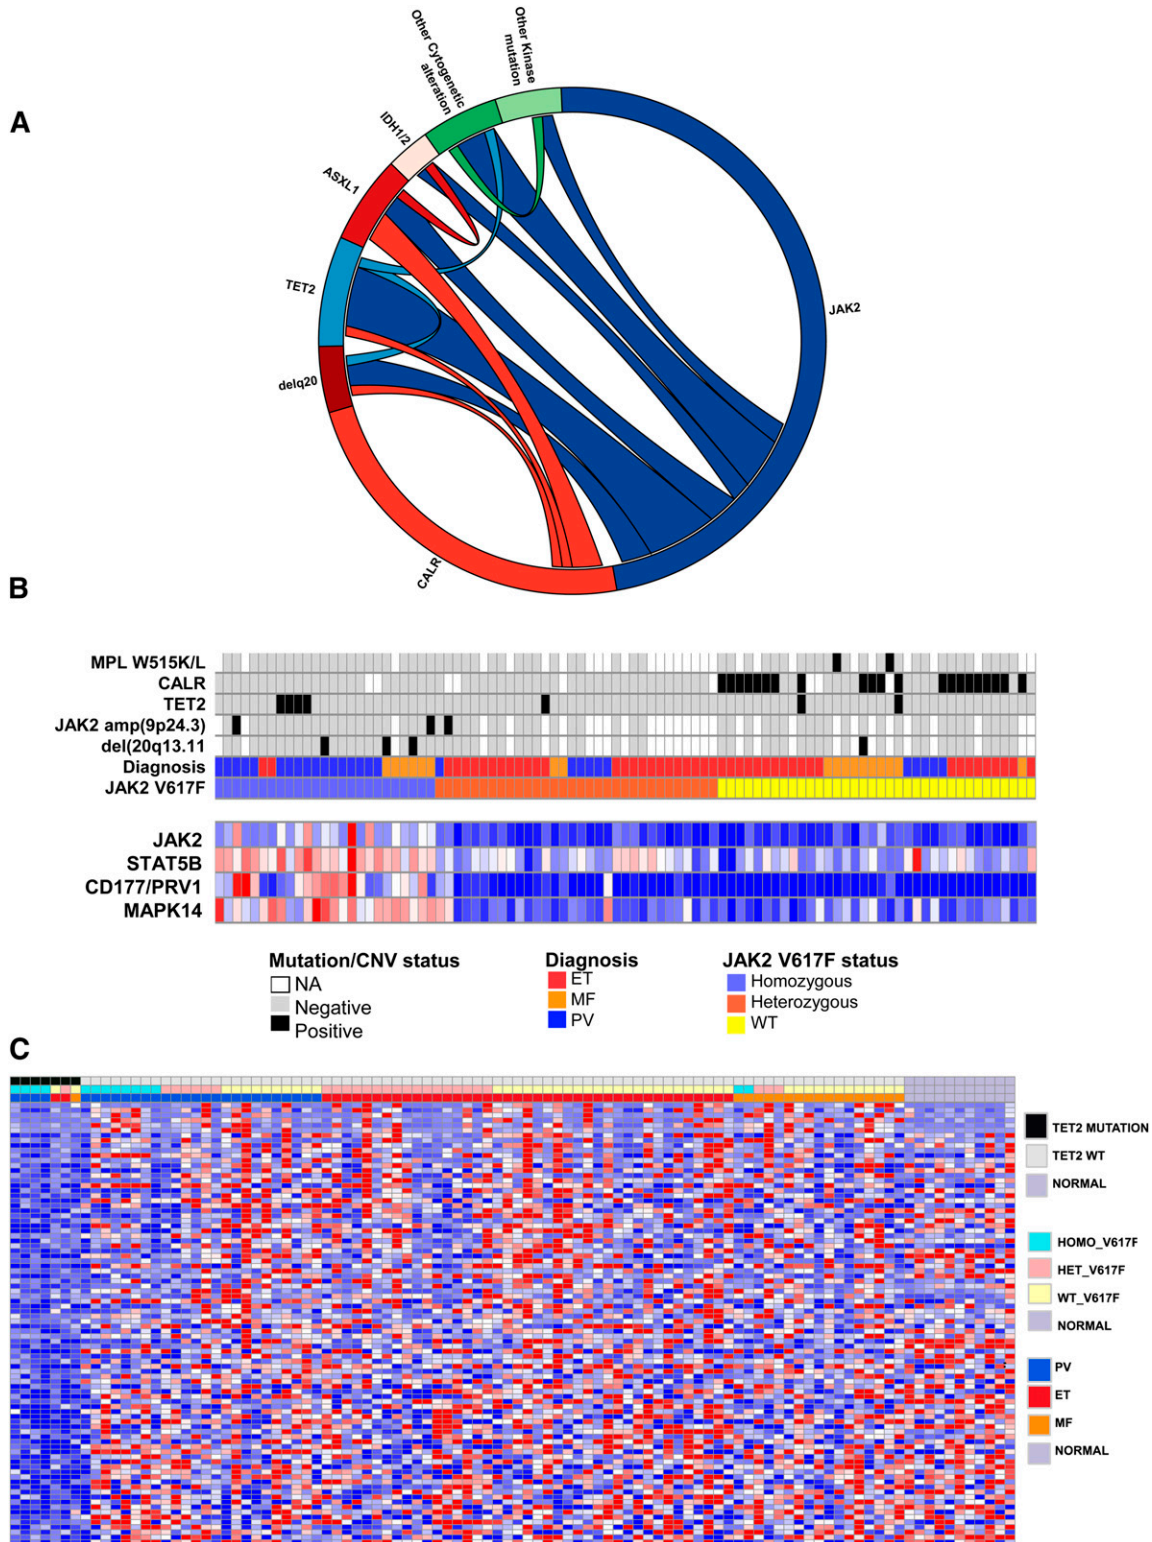 A
Other Cytogenetic
alteration
Other Kinase
mutation
IDH1/2
ASXL1
TET2
delq20
CALR
JAK2
B
MPL W515K/L
CALR
TET2
JAK2 amp(9p24.3)
del(20q13.11
Diagnosis
JAK2 V617F
JAK2
STAT5B
CD177/PRV1
MAPK14
Mutation/CNV status
NA
Negative
Positive
Diagnosis
ET
MF
PV
JAK2 V617F status
Homozygous
Heterozygous
WT
C
TET2 MUTATION
TET2 WT
NORMAL
HOMO_V617F
HET_V617F
WT_V617F
NORMAL
PV
ET
MF
NORMAL